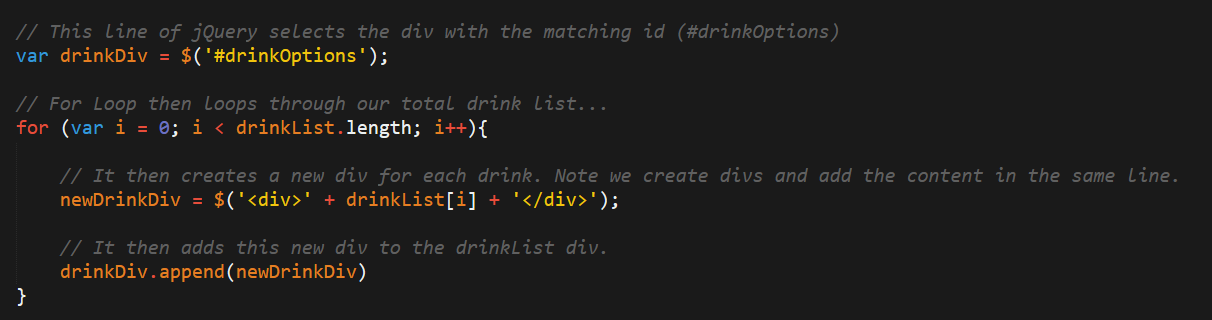 // This line of jQuery selects the div with the matching id (#drinkOptions)
var drinkDiv = $('#drinkOptions');
// For Loop then loops through our total drink list...
for (var i = 0; i < drinkList.length; i++){
// It then creates a new div for each drink. Note we create divs and add the content in the same line.
newDrinkDiv = $('<div>' + drinkList[i] + '</div>');
// It then adds this new div to the drinkList div.
drinkDiv.append(newDrinkDiv)
}